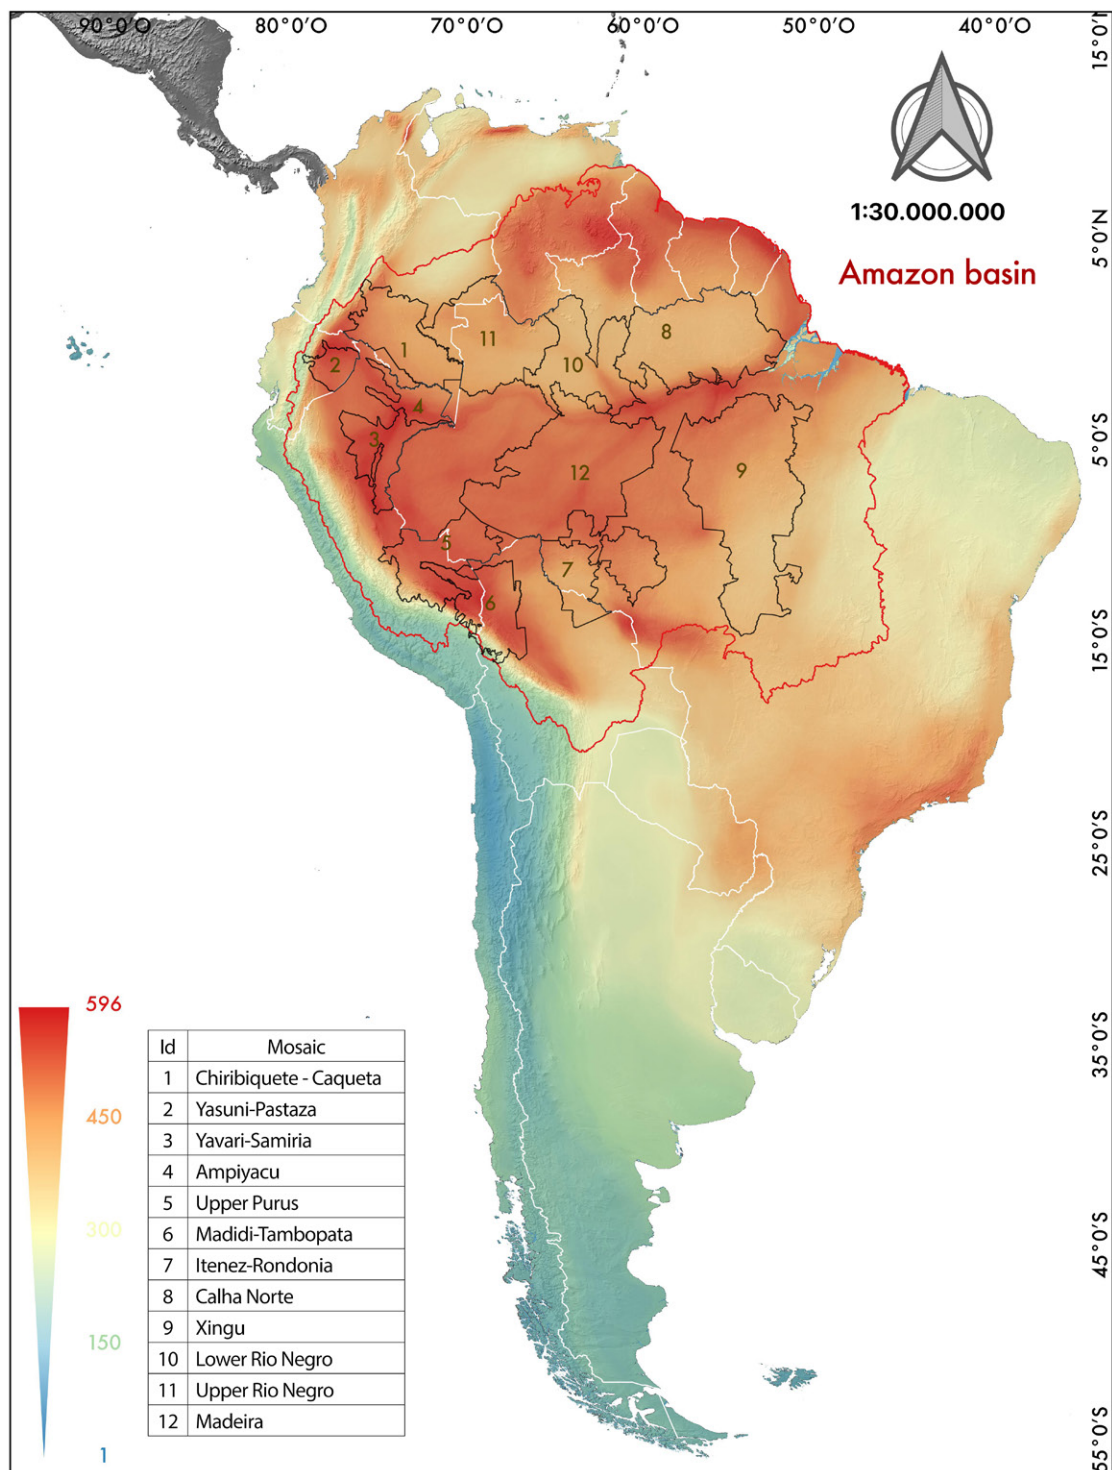 90°0'O 80°0'O 70°0'O 60°0'O 50°0'O 40°0'O
15°0'N
1:30.000.000
5°0'N
Amazon basin
11
8
1
2
10
4
3
5°0'S
12
9
5
7
6
15°0'S
25°0'S
596
Id Mosaic
35°0'S
1 Chiribiquete - Caqueta
450
2 Yasuni-Pastaza
3 Yavari-Samiria
4 Ampiyacu
5 Upper Purus
300
6 Madidi-Tambopata
45°0'S
7 Itenez-Rondonia
8 Calha Norte
9 Xingu
150
10 Lower Rio Negro
11 Upper Rio Negro
12 Madeira
55°0'S
1